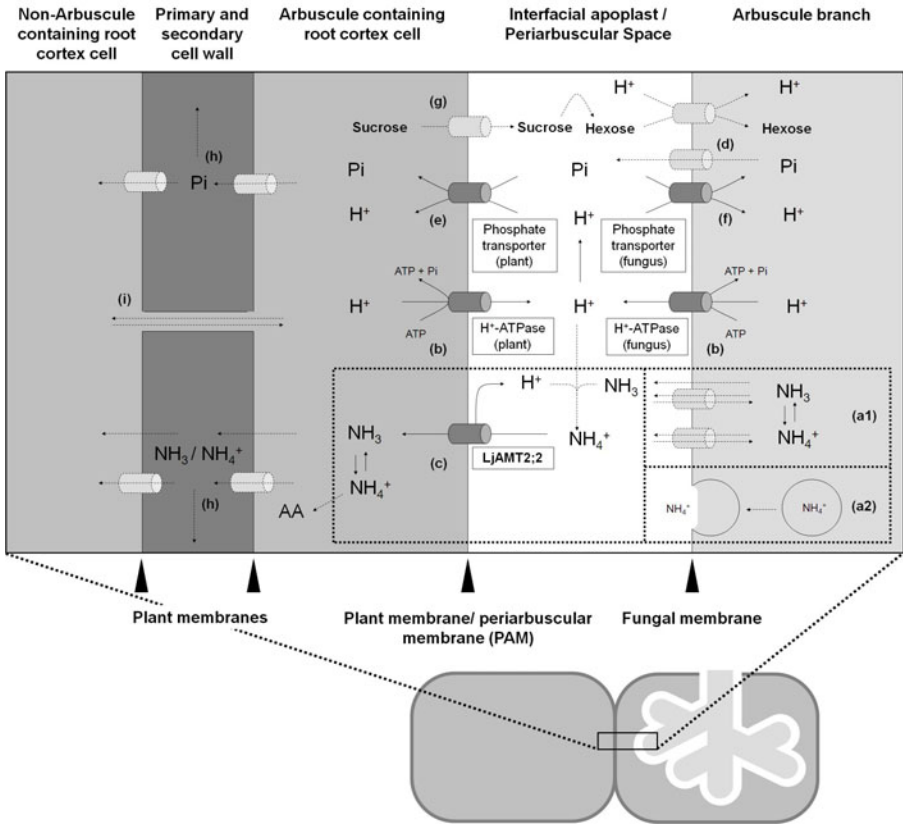 Non-Arbuscule
containing root
cortex cell
Primary and
secondary
cell wall
Arbuscule containing
root cortex cell
Interfacial apoplast /
Periarbuscular Space
Arbuscule branch
H⁺
H⁺
(g)
Sucrose
Sucrose
Hexose
Hexose
(h)
(d)
Pi
Pi
Pi
Pi
H⁺
(e)
H⁺
(f)
H⁺
Phosphate
transporter
(plant)
Phosphate
transporter
(fungus)
ATP + Pi
ATP + Pi
(i)
H⁺
H⁺
H⁺
ATP
ATP
H⁺-ATPase
(plant)
H⁺-ATPase
(fungus)
(b)
(b)
H⁺
NH₃
NH₃
(a1)
NH₃
NH₄⁺
NH₄⁺
NH₃ / NH₄⁺
(c)
LjAMT2;2
NH₄⁺
(h)
AA
NH₄⁺
NH₄⁺
(a2)
Plant membranes
Plant membrane/ periarbuscular
membrane (PAM)
Fungal membrane